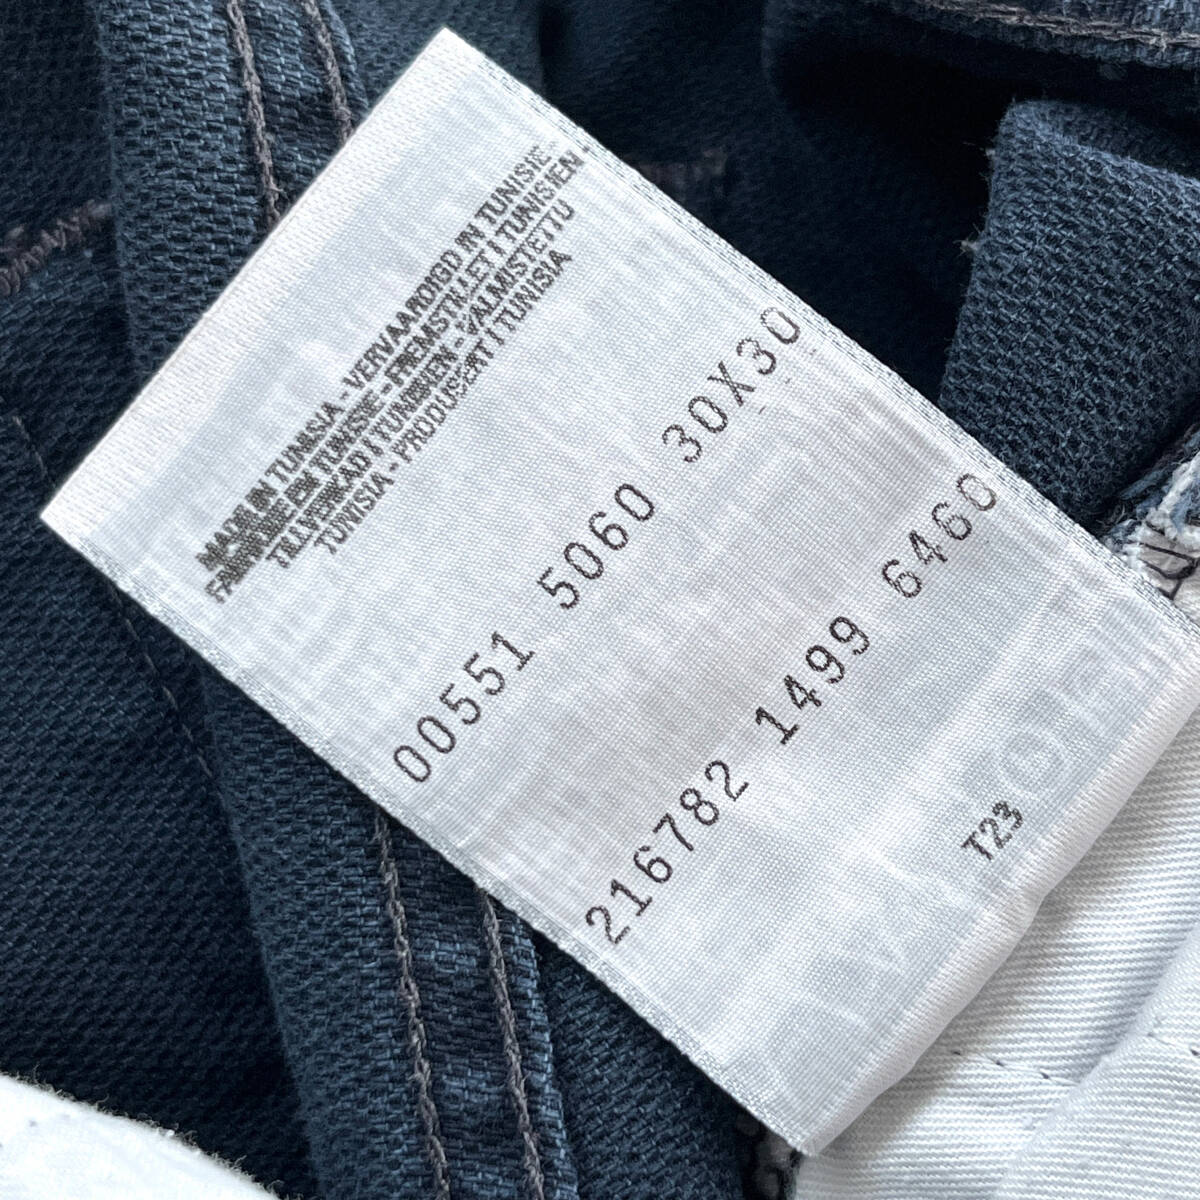 MADE IN TUNISIA - VERVAARDIGD IN TUNISIE -
FABRIQUE EN TUNISIE - FREMSTILLET I TUNISIEN -
TILLVERKAD I TUNISIEN - VALMISTETTU
TUNISIA - PRODUSERT I TUNISIA
00551 5060 30X30
216782 1499 6460
T23